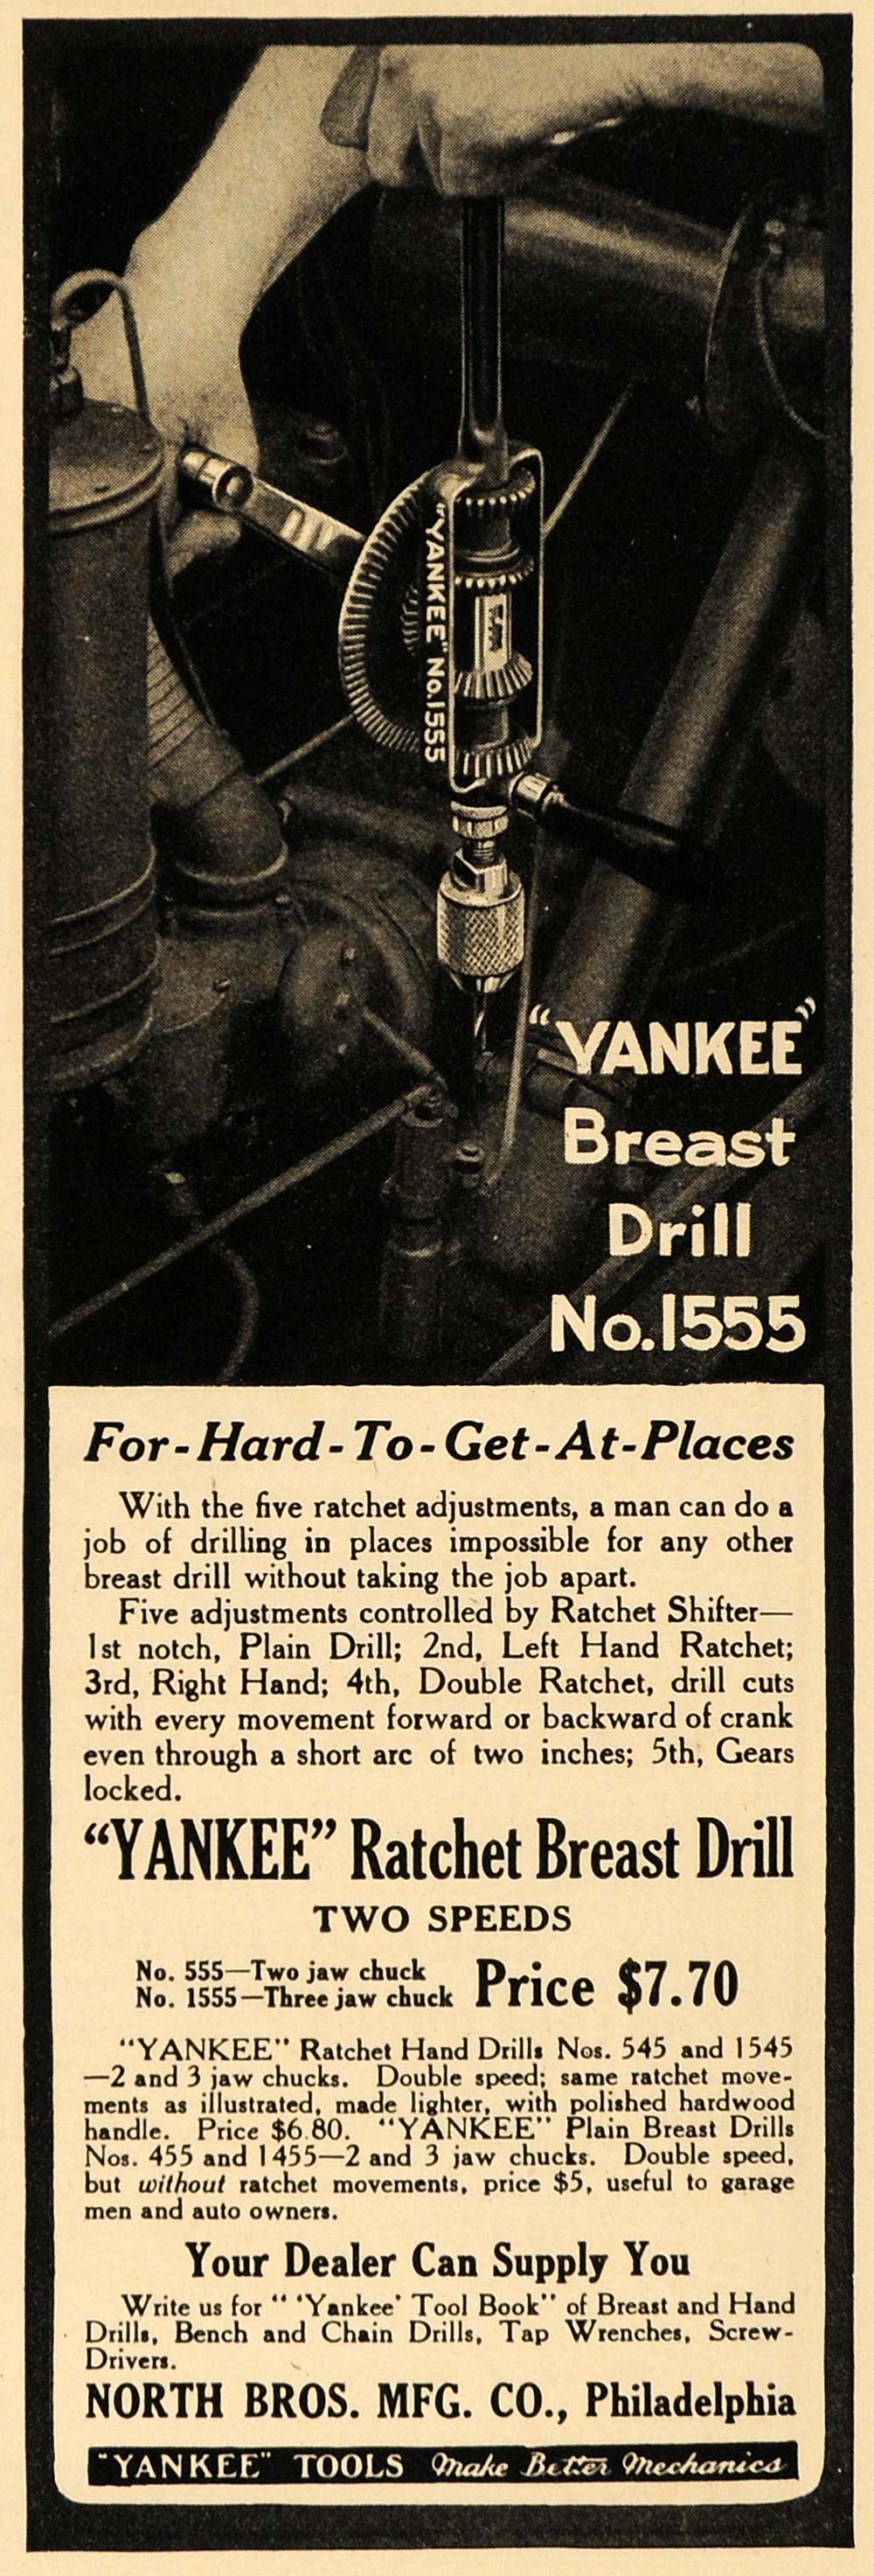 "YANKEE" No.1555
"YANKEE"
Breast
Drill
No.1555
For-Hard-To-Get-At-Places
With the five ratchet adjustments, a man can do a
job of drilling in places impossible for any other
breast drill without taking the job apart.
Five adjustments controlled by Ratchet Shifter—
1st notch, Plain Drill; 2nd, Left Hand Ratchet;
3rd, Right Hand; 4th, Double Ratchet, drill cuts
with every movement forward or backward of crank
even through a short arc of two inches; 5th, Gears
locked.
"YANKEE" Ratchet Breast Drill
TWO SPEEDS
No. 555—Two jaw chuck
No. 1555—Three jaw chuck
Price $7.70
"YANKEE" Ratchet Hand Drills Nos. 545 and 1545
—2 and 3 jaw chucks. Double speed; same ratchet move-
ments as illustrated, made lighter, with polished hardwood
handle. Price $6.80. "YANKEE" Plain Breast Drills
Nos. 455 and 1455—2 and 3 jaw chucks. Double speed,
but without ratchet movements, price $5, useful to garage
men and auto owners.
Your Dealer Can Supply You
Write us for " 'Yankee' Tool Book" of Breast and Hand
Drills, Bench and Chain Drills, Tap Wrenches, Screw-
Drivers.
NORTH BROS. MFG. CO., Philadelphia
"YANKEE" TOOLS Make Better Mechanics